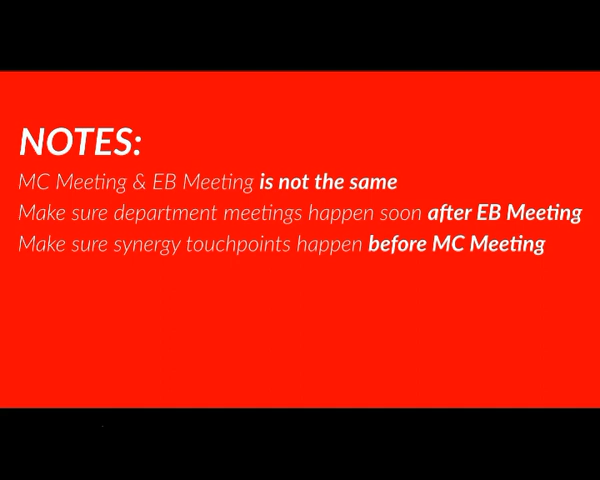 NOTES:
MC Meeting & EB Meeting is not the same
Make sure department meetings happen soon after EB Meeting
Make sure synergy touchpoints happen before MC Meeting